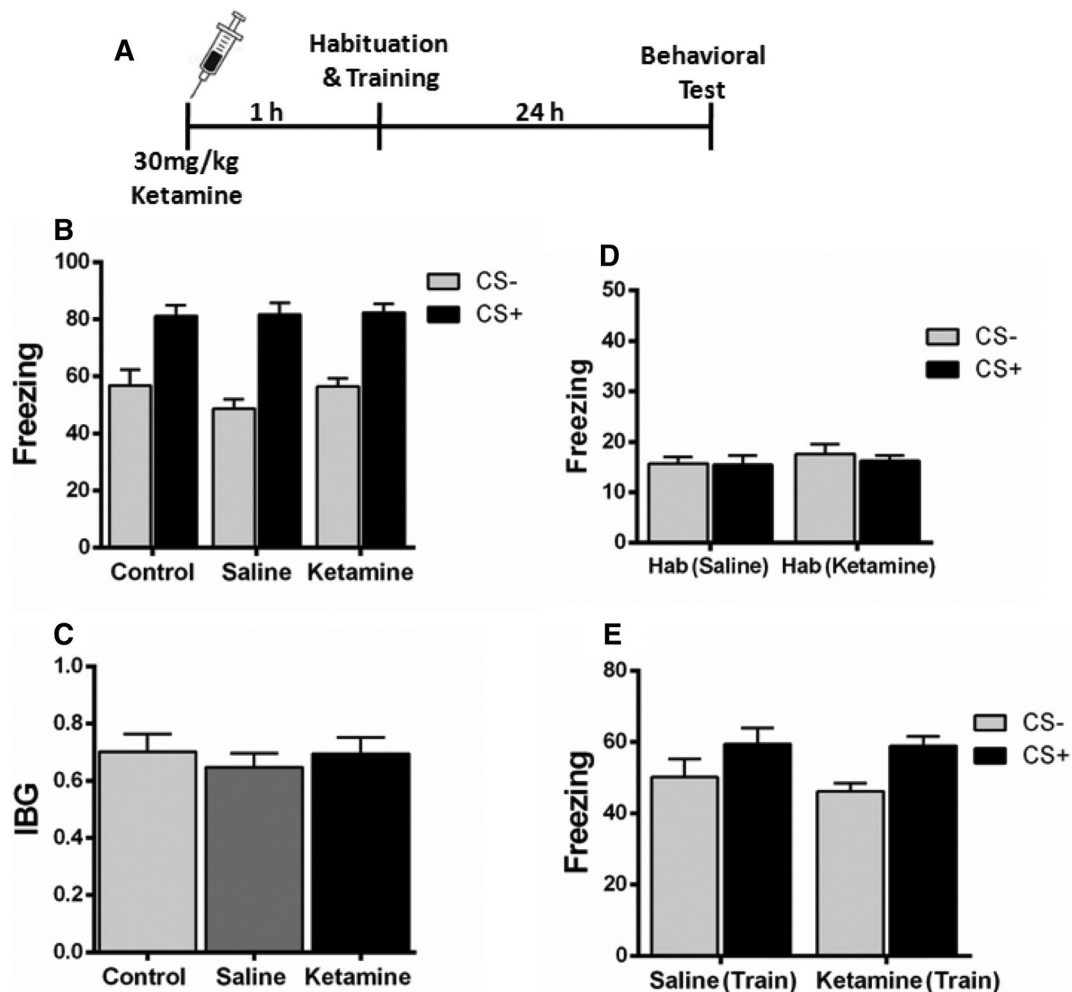 A
Habituation
& Training
Behavioral
Test
1 h
24 h
30mg/kg
Ketamine
B
Freezing
100
80
60
40
20
0
Control Saline Ketamine
CS-
CS+
D
Freezing
50
40
30
20
10
0
Hab (Saline) Hab (Ketamine)
CS-
CS+
C
IBG
1.0
0.8
0.6
0.4
0.2
0.0
Control Saline Ketamine
E
Freezing
80
60
40
20
0
Saline (Train) Ketamine (Train)
CS-
CS+